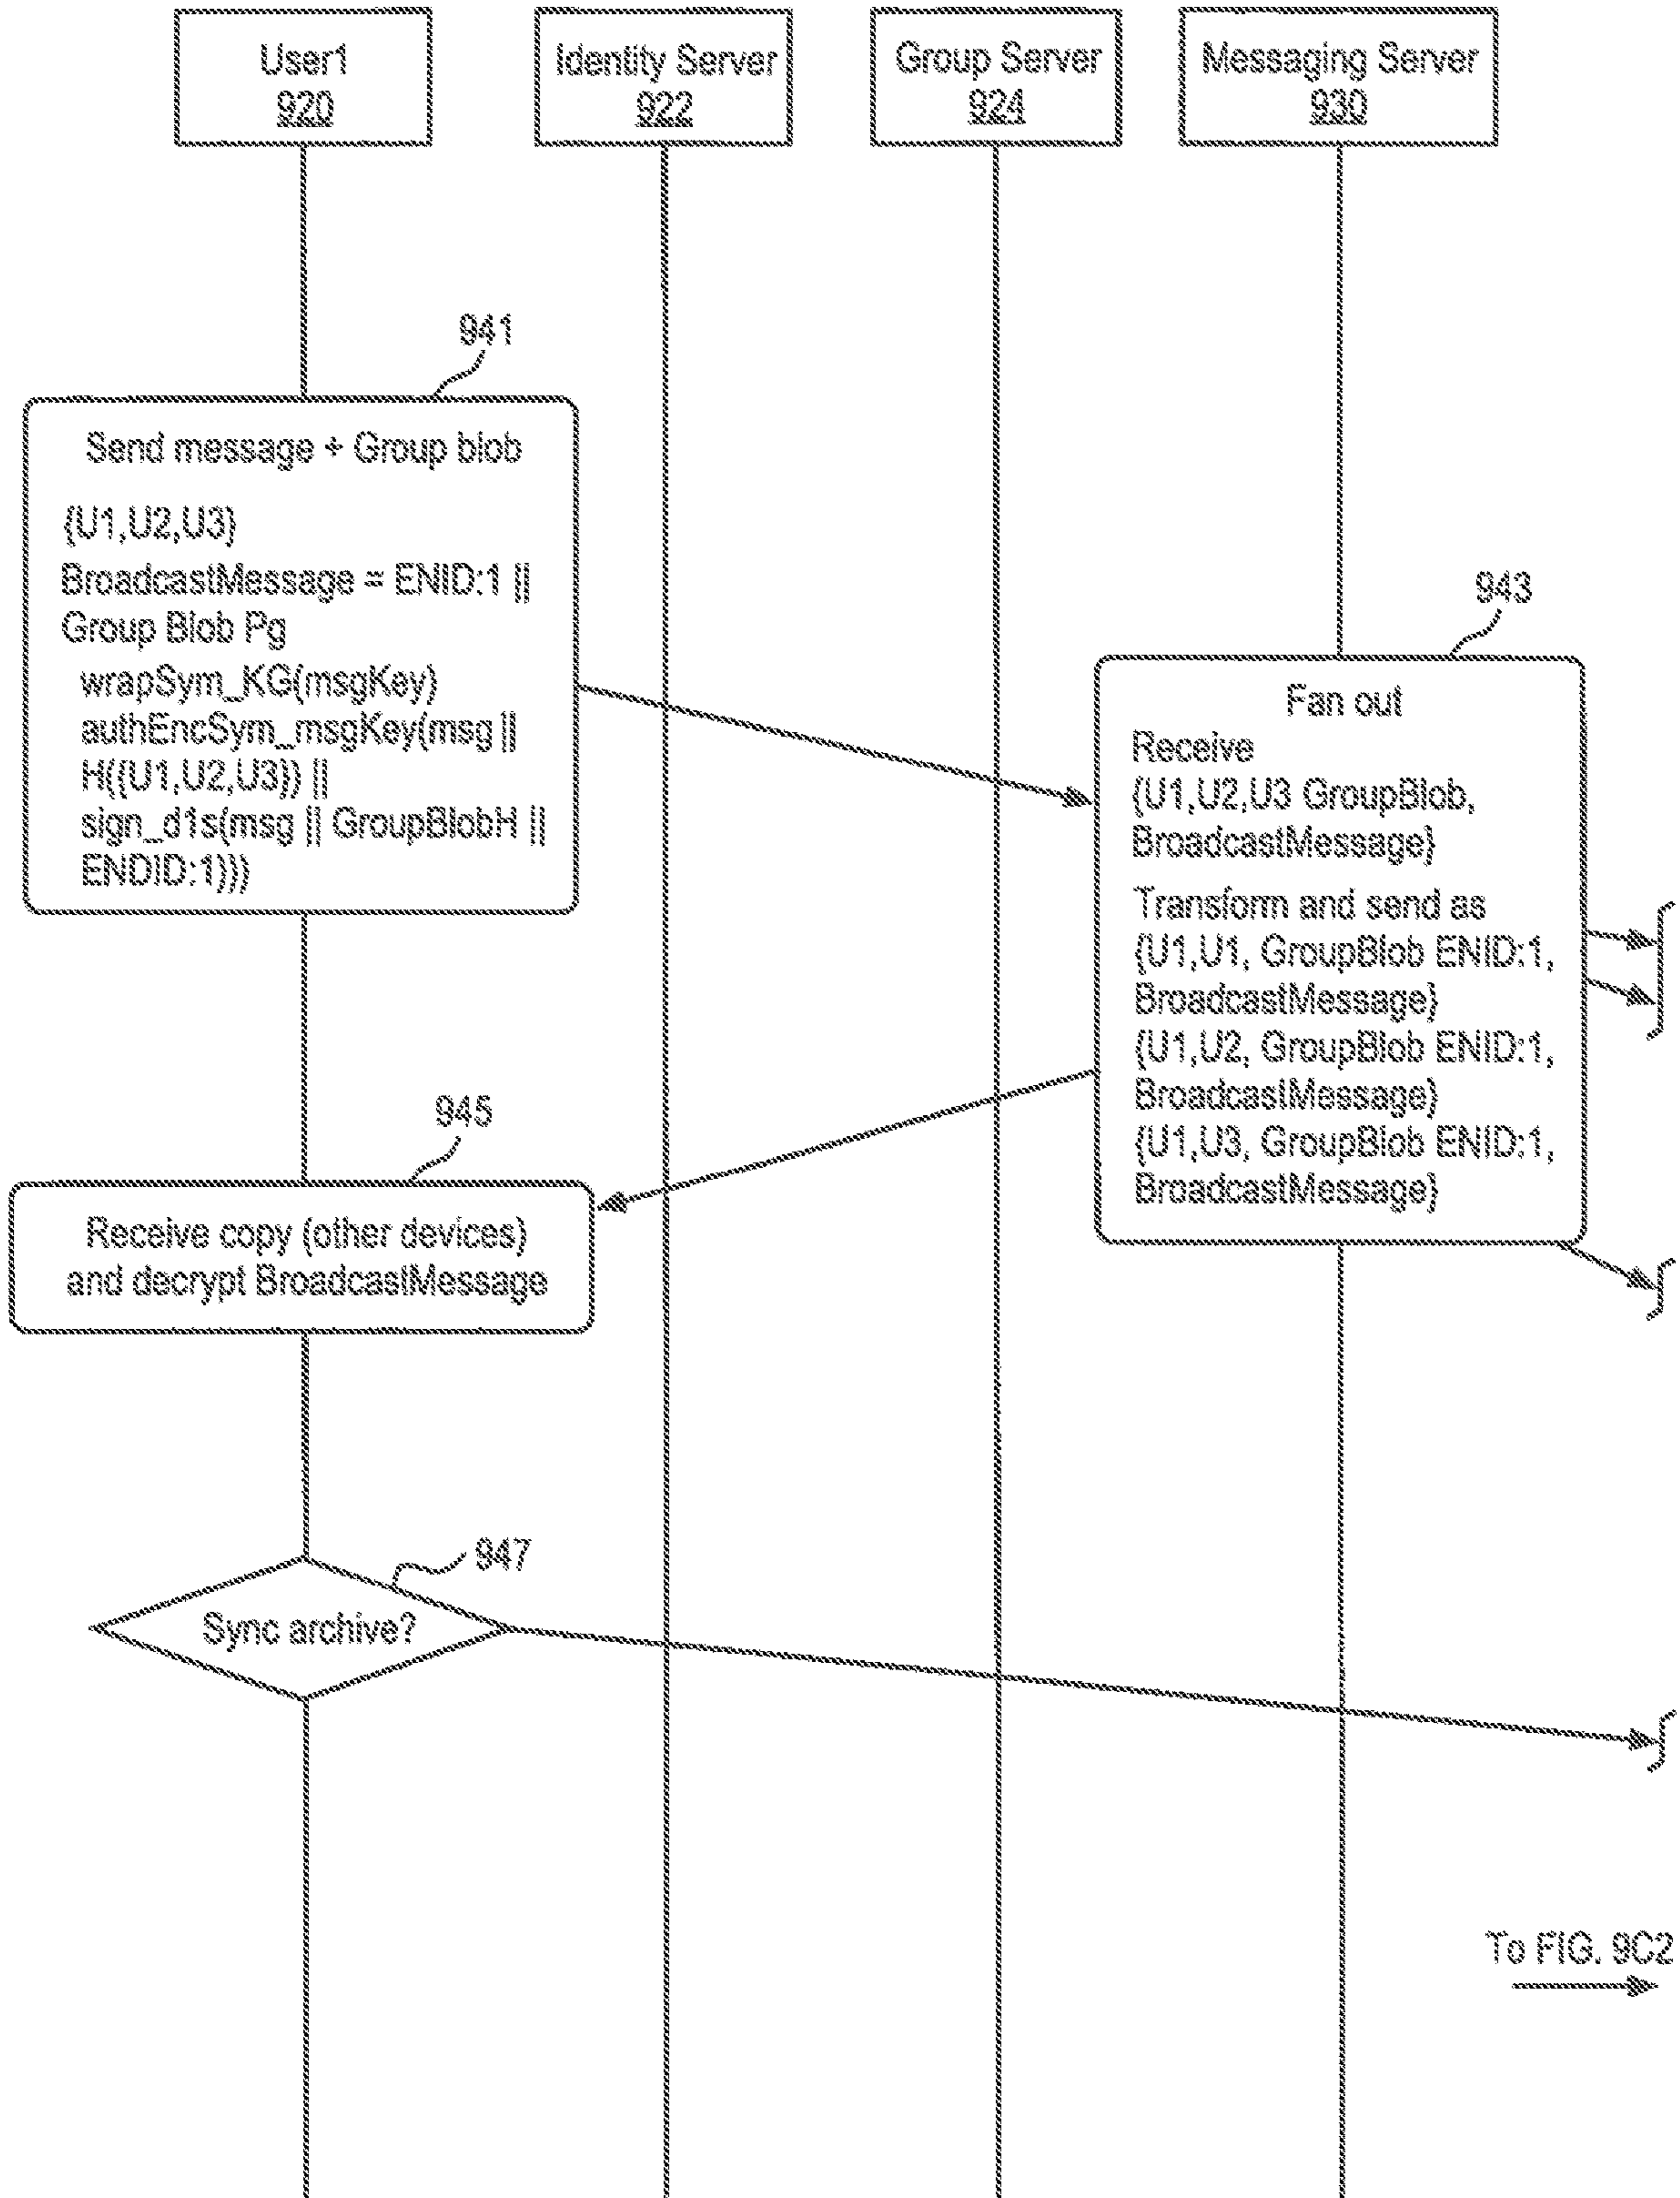 User1
920
Identity Server
922
Group Server
924
Messaging Server
930
941
Send message + Group blob
{U1,U2,U3}
BroadcastMessage = ENID:1 ||
Group Blob Pg
wrapSym_KG(msgKey)
authEncSym_msgKey(msg ||
H({U1,U2,U3}) ||
sign_d1s(msg || GroupBlobH ||
ENDID:1)))
943
Fan out
Receive
{U1,U2,U3 GroupBlob,
BroadcastMessage}
Transform and send as
{U1,U1, GroupBlob ENID:1,
BroadcastMessage}
{U1,U2, GroupBlob ENID:1,
BroadcastMessage}
{U1,U3, GroupBlob ENID:1,
BroadcastMessage}
945
Receive copy (other devices)
and decrypt BroadcastMessage
947
Sync archive?
To FIG. 9C2